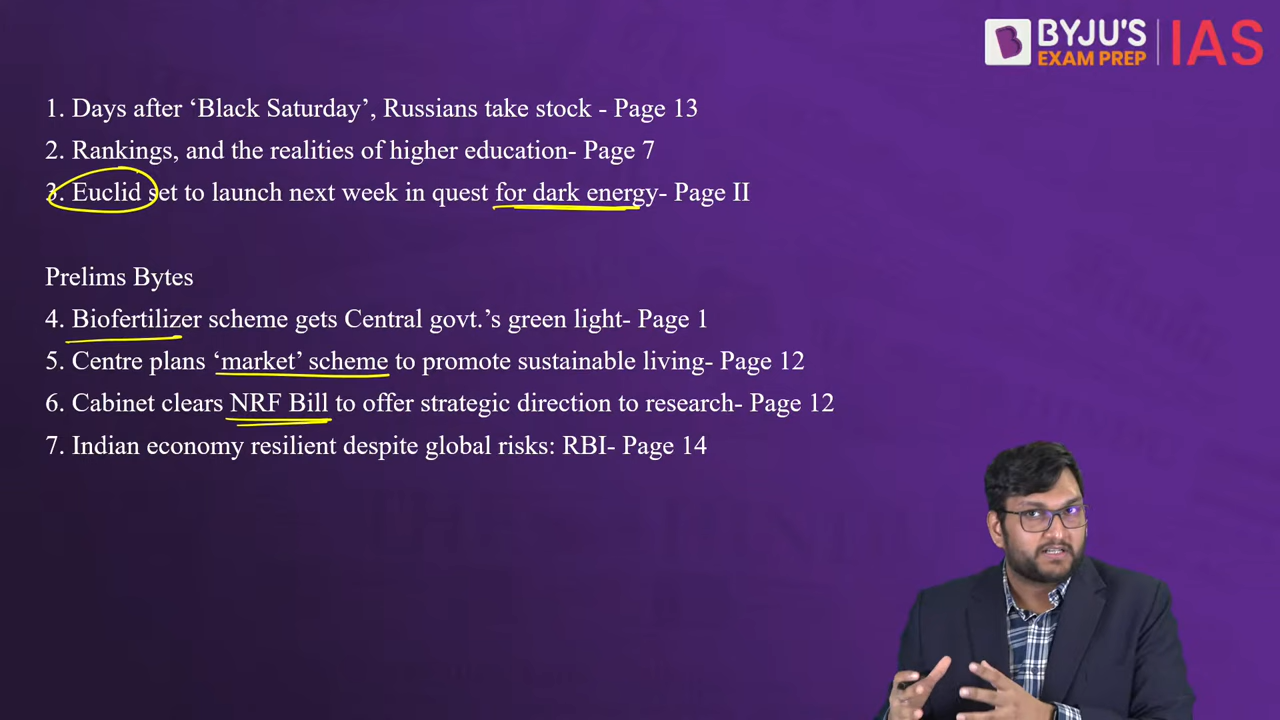 BYJU'S
EXAM PREP
IAS
1. Days after ‘Black Saturday’, Russians take stock - Page 13
2. Rankings, and the realities of higher education- Page 7
3. Euclid set to launch next week in quest for dark energy- Page II
Prelims Bytes
4. Biofertilizer scheme gets Central govt.’s green light- Page 1
5. Centre plans ‘market’ scheme to promote sustainable living- Page 12
6. Cabinet clears NRF Bill to offer strategic direction to research- Page 12
7. Indian economy resilient despite global risks: RBI- Page 14